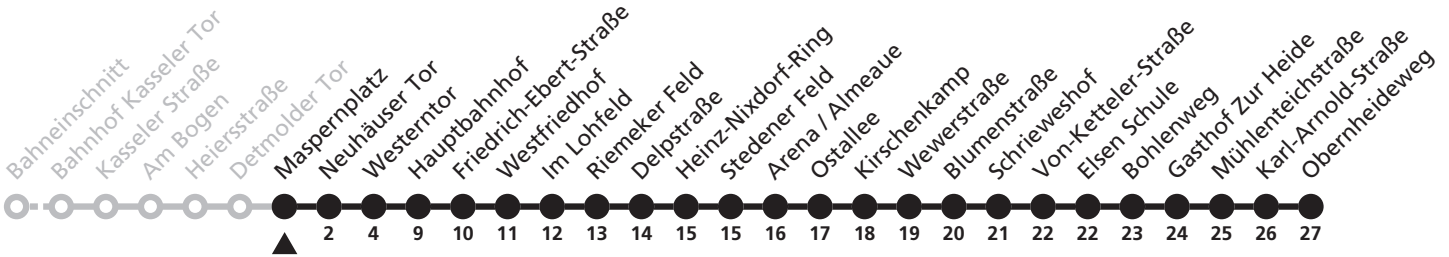 Bahneinschnitt
Bahnhof Kasseler Tor
Kasseler Straße
Am Bogen
Heiersstraße
Detmolder Tor
Maspernplatz
Neuhäuser Tor
Westerntor
Hauptbahnhof
Friedrich-Ebert-Straße
Westfriedhof
Im Lohfeld
Riemeker Feld
Delpstraße
Heinz-Nixdorf-Ring
Stedener Feld
Arena / Almeaue
Ostallee
Kirschenkamp
Wewerstraße
Blumenstraße
Schrieweshof
Von-Ketteler-Straße
Elsen Schule
Bohlenweg
Gasthof Zur Heide
Mühlenteichstraße
Karl-Arnold-Straße
Obernheideweg
2 4 9 10 11 12 13 14 15 15 16 17 18 19 20 21 22 22 23 24 25 26 27